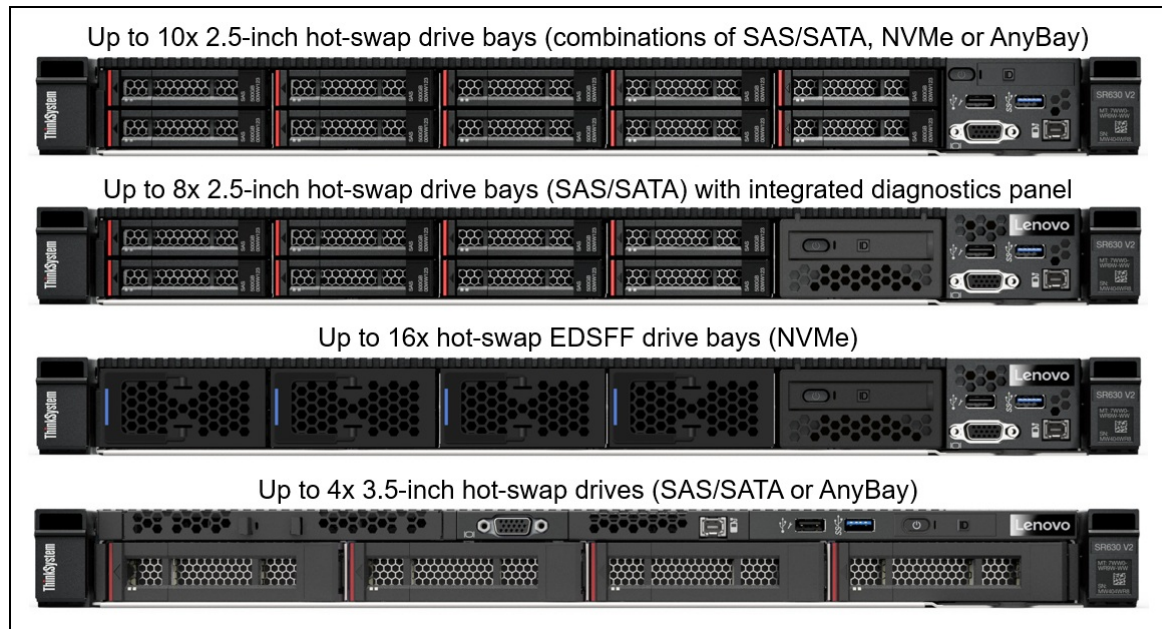 Up to 10x 2.5-inch hot-swap drive bays (combinations of SAS/SATA, NVMe or AnyBay)
ThinkSystem
SR630 V2
Up to 8x 2.5-inch hot-swap drive bays (SAS/SATA) with integrated diagnostics panel
ThinkSystem
Lenovo
SR630 V2
Up to 16x hot-swap EDSFF drive bays (NVMe)
ThinkSystem
Lenovo
SR630 V2
Up to 4x 3.5-inch hot-swap drives (SAS/SATA or AnyBay)
ThinkSystem
Lenovo
SR630 V2